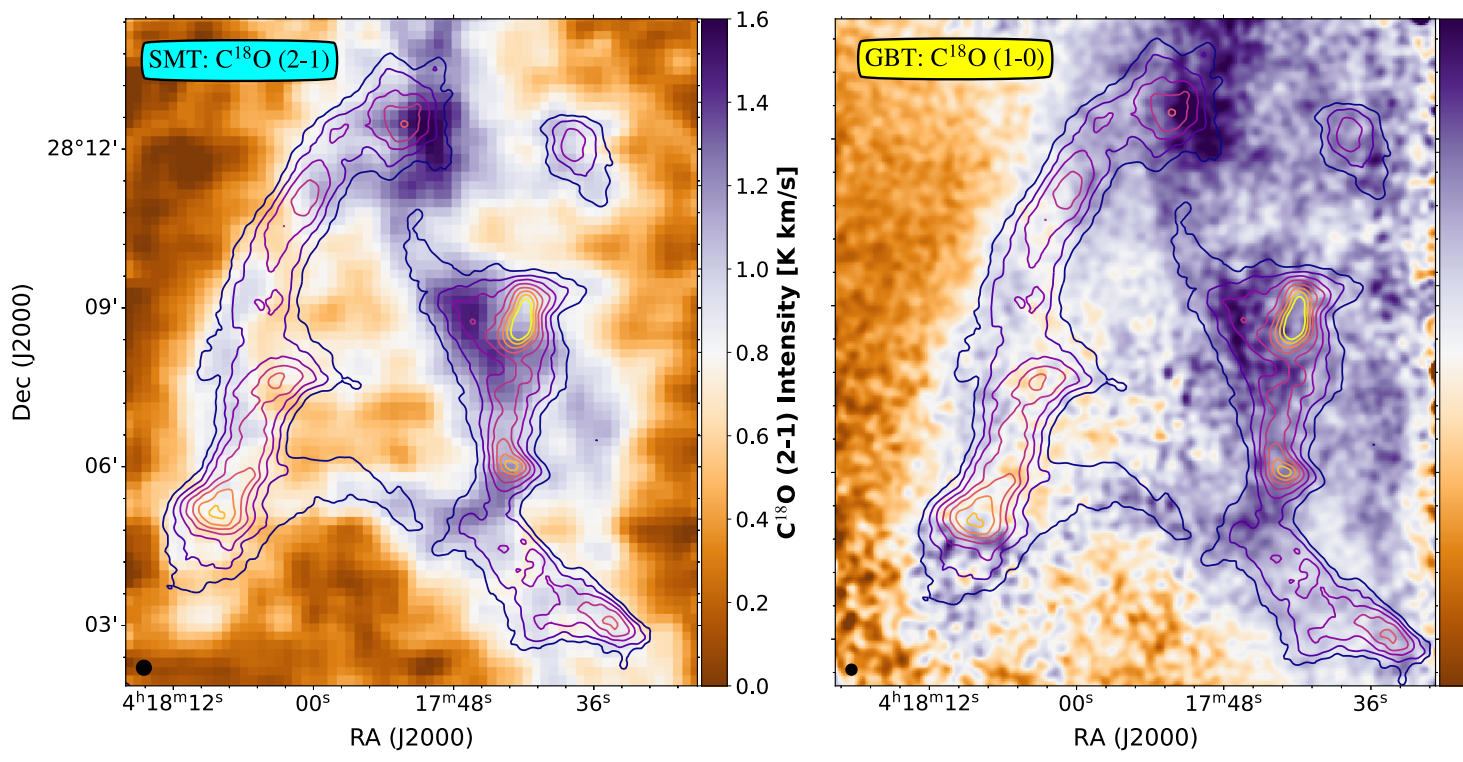 SMT: C¹⁸O (2-1)
GBT: C¹⁸O (1-0)
Dec (J2000)
28°12'
09'
06'
03'
4ʰ18ᵐ12ˢ
00ˢ
17ᵐ48ˢ
36ˢ
RA (J2000)
1.6
1.4
1.2
1.0
0.8
0.6
0.4
0.2
0.0
C¹⁸O (2-1) Intensity [K km/s]
4ʰ18ᵐ12ˢ
00ˢ
17ᵐ48ˢ
36ˢ
RA (J2000)